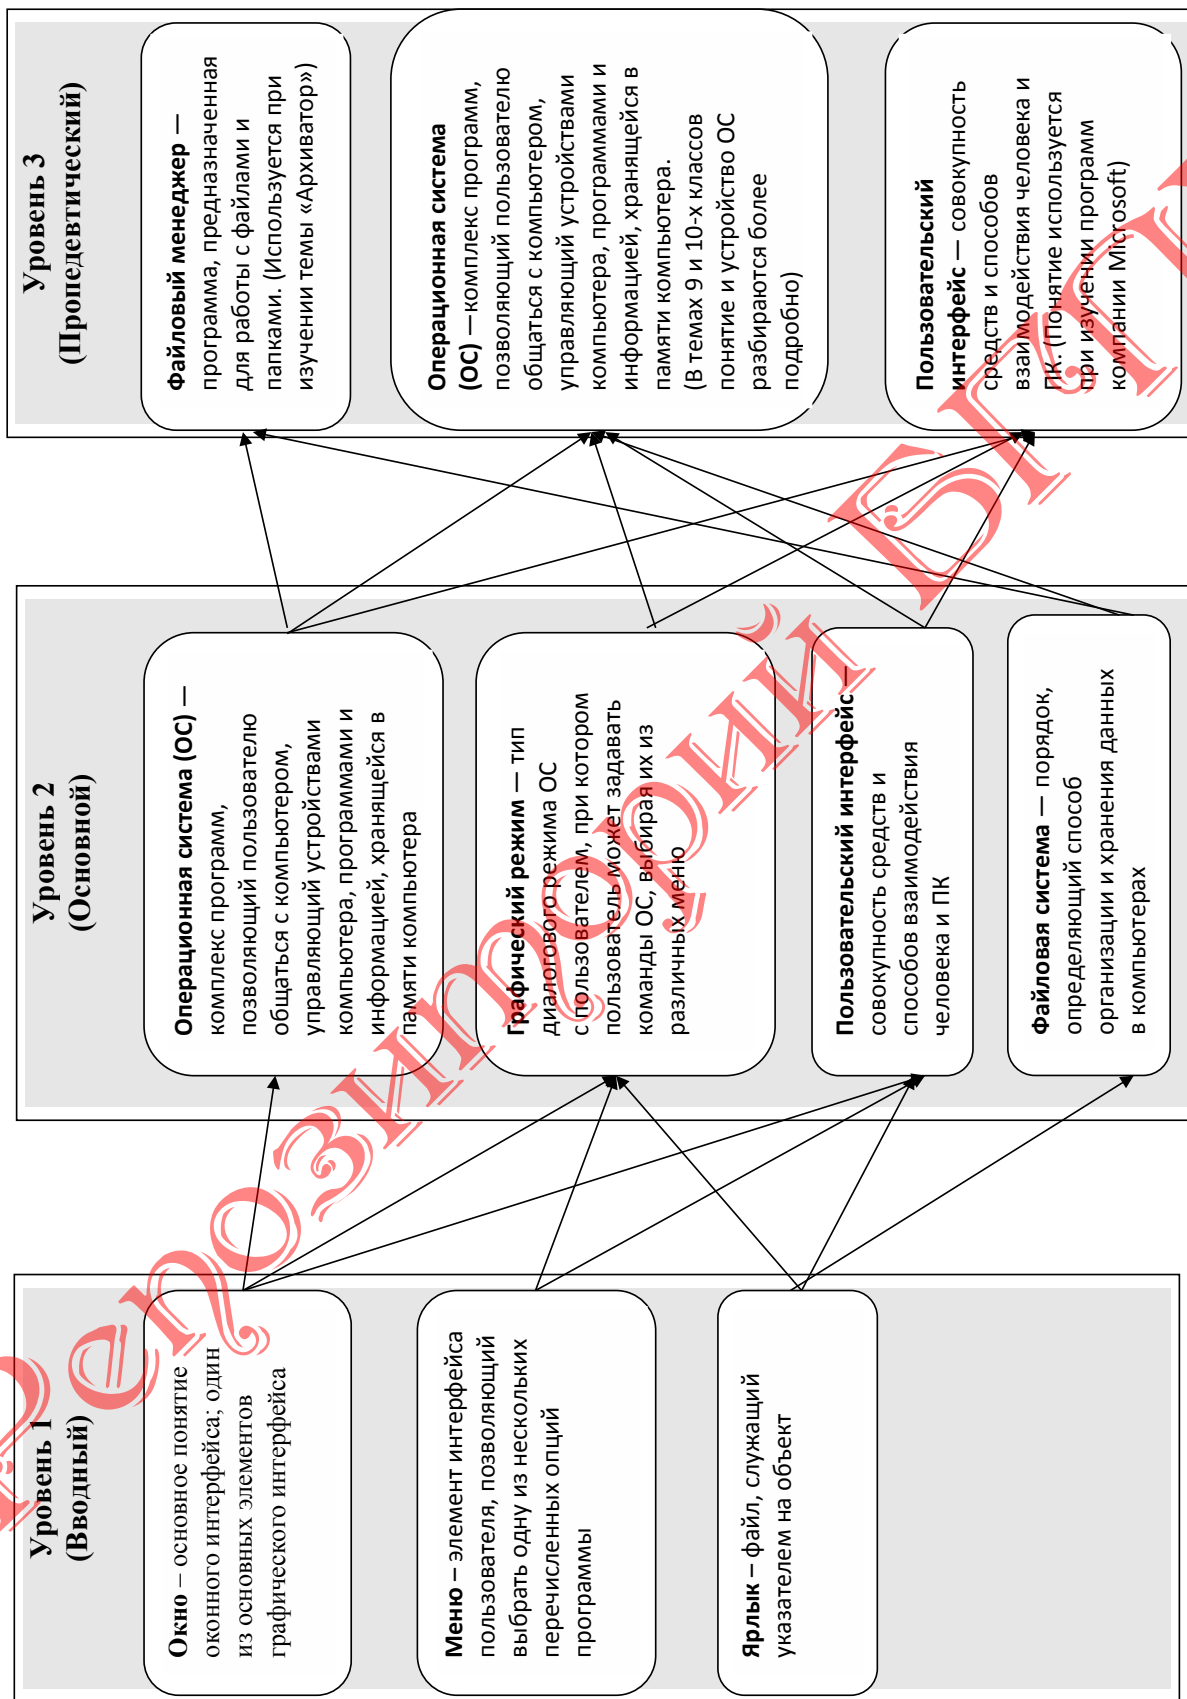 Уровень 1
(Вводный)
Окно – основное понятие
оконного интерфейса; один
из основных элементов
графического интерфейса
Меню – элемент интерфейса
пользователя, позволяющий
выбрать одну из нескольких
перечисленных опций
программы
Ярлык – файл, служащий
указателем на объект
Уровень 2
(Основной)
Операционная система (ОС) —
комплекс программ,
позволяющий пользователю
общаться с компьютером,
управляющий устройствами
компьютера, программами и
информацией, хранящейся в
памяти компьютера
Графический режим — тип
диалогового режима ОС
с пользователем, при котором
пользователь может задавать
команды ОС, выбирая их из
различных меню
Пользовательский интерфейс —
совокупность средств и
способов взаимодействия
человека и ПК
Файловая система — порядок,
определяющий способ
организации и хранения данных
в компьютерах
Уровень 3
(Пропедевтический)
Файловый менеджер —
программа, предназначенная
для работы с файлами и
папками. (Используется при
изучении темы «Архиватор»)
Операционная система
(ОС) —комплекс программ,
позволяющий пользователю
общаться с компьютером,
управляющий устройствами
компьютера, программами и
информацией, хранящейся в
памяти компьютера.
(В темах 9 и 10-х классов
понятие и устройство ОС
разбираются более
подробно)
Пользовательский
интерфейс — совокупность
средств и способов
взаимодействия человека и
ПК. (Понятие используется
при изучении программ
компании Microsoft)
Репозиторий БГПУ